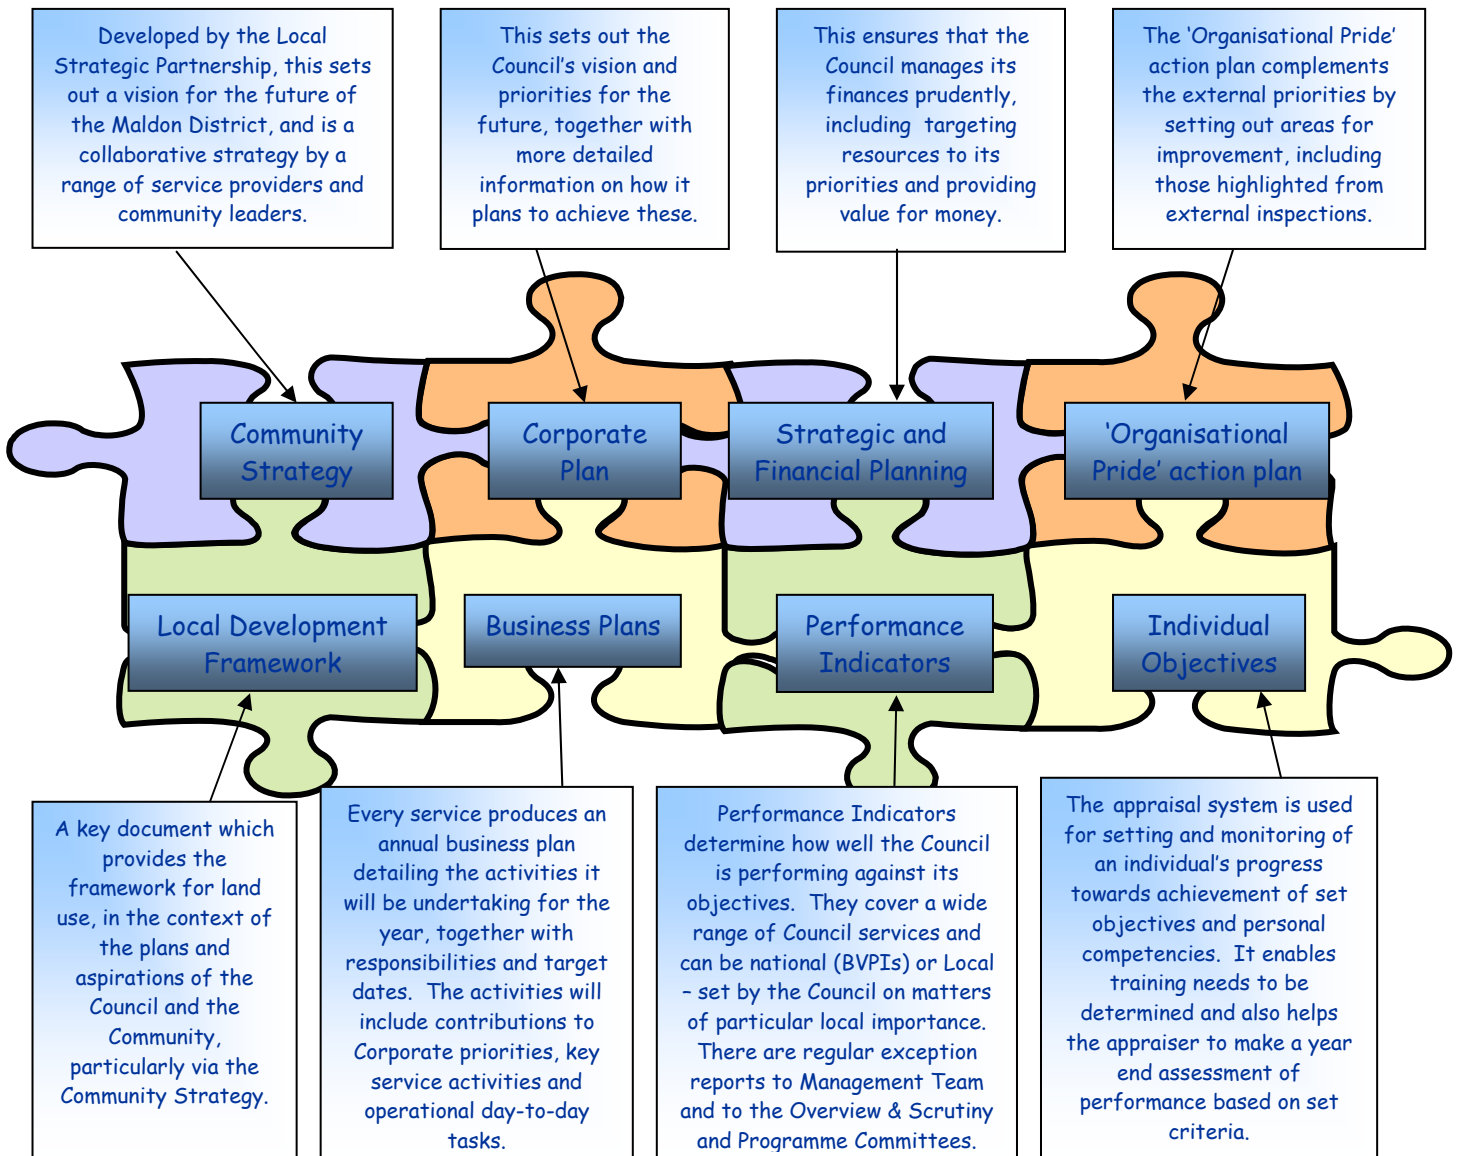 Developed by the Local
Strategic Partnership, this sets
out a vision for the future of
the Maldon District, and is a
collaborative strategy by a
range of service providers and
community leaders.
This sets out the
Council's vision and
priorities for the
future, together with
more detailed
information on how it
plans to achieve these.
This ensures that the
Council manages its
finances prudently,
including targeting
resources to its
priorities and providing
value for money.
The ‘Organisational Pride’
action plan complements
the external priorities by
setting out areas for
improvement, including
those highlighted from
external inspections.
Community
Strategy
Corporate
Plan
Strategic and
Financial Planning
‘Organisational
Pride’ action plan
Local Development
Framework
Business Plans
Performance
Indicators
Individual
Objectives
A key document which
provides the
framework for land
use, in the context of
the plans and
aspirations of the
Council and the
Community,
particularly via the
Community Strategy.
Every service produces an
annual business plan
detailing the activities it
will be undertaking for the
year, together with
responsibilities and target
dates. The activities will
include contributions to
Corporate priorities, key
service activities and
operational day-to-day
tasks.
Performance Indicators
determine how well the Council
is performing against its
objectives. They cover a wide
range of Council services and
can be national (BVPIs) or Local
– set by the Council on matters
of particular local importance.
There are regular exception
reports to Management Team
and to the Overview & Scrutiny
and Programme Committees.
The appraisal system is used
for setting and monitoring of
an individual's progress
towards achievement of set
objectives and personal
competencies. It enables
training needs to be
determined and also helps
the appraiser to make a year
end assessment of
performance based on set
criteria.